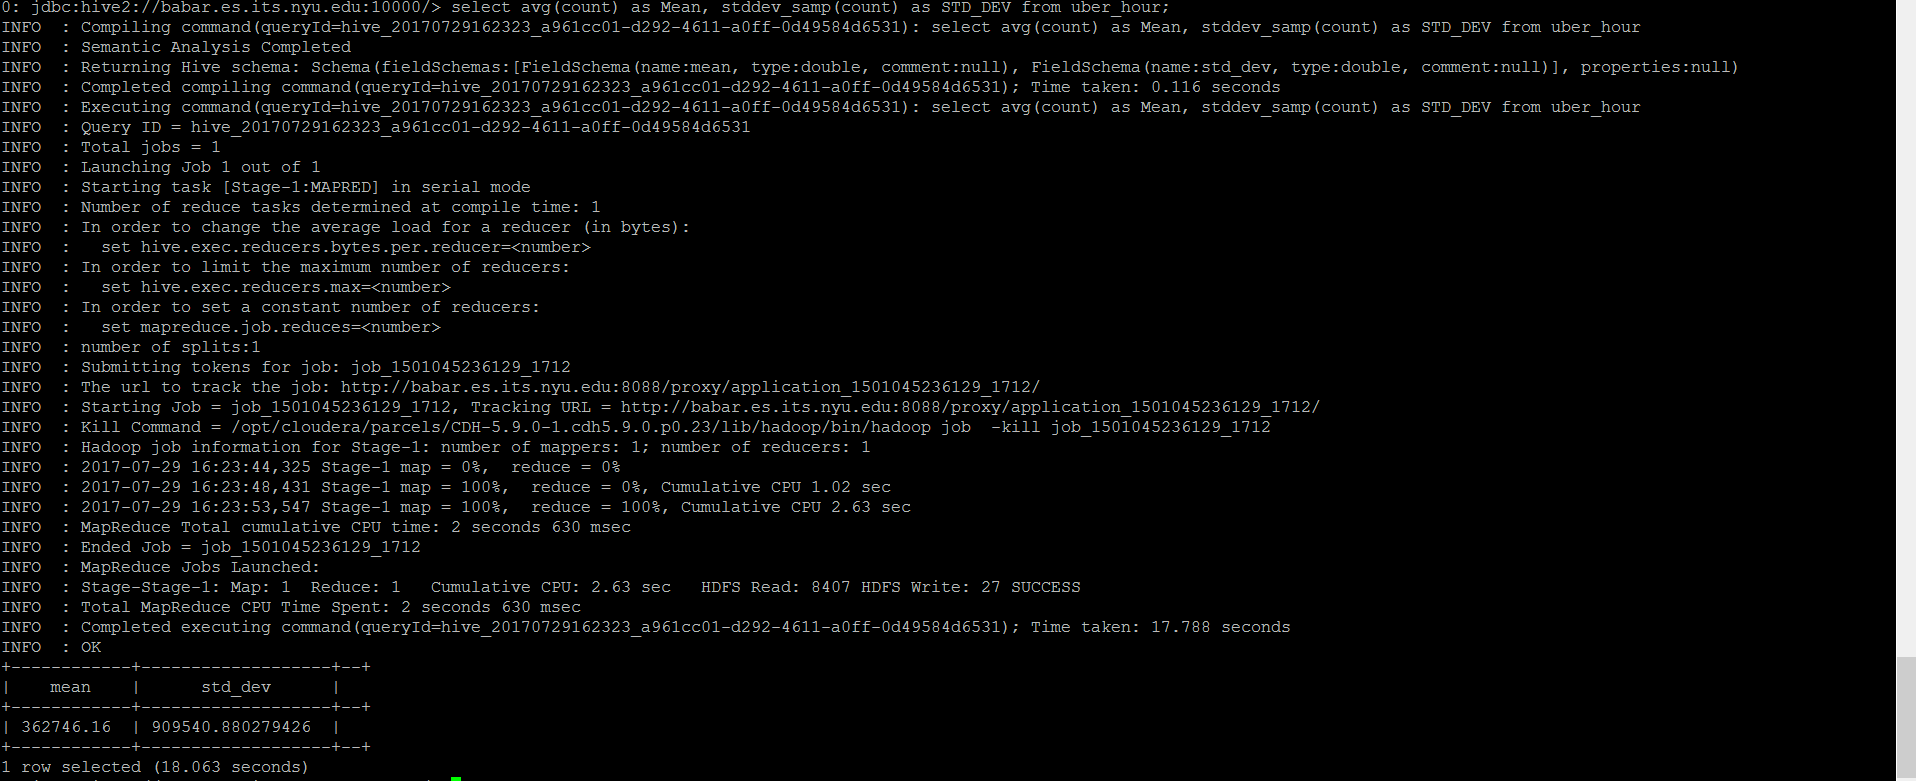 0: jdbc:hive2://babar.es.its.nyu.edu:10000/> select avg(count) as Mean, stddev_samp(count) as STD_DEV from uber_hour;
INFO  : Compiling command(queryId=hive_20170729162323_a961cc01-d292-4611-a0ff-0d49584d6531): select avg(count) as Mean, stddev_samp(count) as STD_DEV from uber_hour
INFO  : Semantic Analysis Completed
INFO  : Returning Hive schema: Schema(fieldSchemas:[FieldSchema(name:mean, type:double, comment:null), FieldSchema(name:std_dev, type:double, comment:null)], properties:null)
INFO  : Completed compiling command(queryId=hive_20170729162323_a961cc01-d292-4611-a0ff-0d49584d6531); Time taken: 0.116 seconds
INFO  : Executing command(queryId=hive_20170729162323_a961cc01-d292-4611-a0ff-0d49584d6531): select avg(count) as Mean, stddev_samp(count) as STD_DEV from uber_hour
INFO  : Query ID = hive_20170729162323_a961cc01-d292-4611-a0ff-0d49584d6531
INFO  : Total jobs = 1
INFO  : Launching Job 1 out of 1
INFO  : Starting task [Stage-1:MAPRED] in serial mode
INFO  : Number of reduce tasks determined at compile time: 1
INFO  : In order to change the average load for a reducer (in bytes):
INFO  :   set hive.exec.reducers.bytes.per.reducer=<number>
INFO  : In order to limit the maximum number of reducers:
INFO  :   set hive.exec.reducers.max=<number>
INFO  : In order to set a constant number of reducers:
INFO  :   set mapreduce.job.reduces=<number>
INFO  : number of splits:1
INFO  : Submitting tokens for job: job_1501045236129_1712
INFO  : The url to track the job: http://babar.es.its.nyu.edu:8088/proxy/application_1501045236129_1712/
INFO  : Starting Job = job_1501045236129_1712, Tracking URL = http://babar.es.its.nyu.edu:8088/proxy/application_1501045236129_1712/
INFO  : Kill Command = /opt/cloudera/parcels/CDH-5.9.0-1.cdh5.9.0.p0.23/lib/hadoop/bin/hadoop job  -kill job_1501045236129_1712
INFO  : Hadoop job information for Stage-1: number of mappers: 1; number of reducers: 1
INFO  : 2017-07-29 16:23:44,325 Stage-1 map = 0%,  reduce = 0%
INFO  : 2017-07-29 16:23:48,431 Stage-1 map = 100%,  reduce = 0%, Cumulative CPU 1.02 sec
INFO  : 2017-07-29 16:23:53,547 Stage-1 map = 100%,  reduce = 100%, Cumulative CPU 2.63 sec
INFO  : MapReduce Total cumulative CPU time: 2 seconds 630 msec
INFO  : Ended Job = job_1501045236129_1712
INFO  : MapReduce Jobs Launched:
INFO  : Stage-Stage-1: Map: 1  Reduce: 1   Cumulative CPU: 2.63 sec   HDFS Read: 8407 HDFS Write: 27 SUCCESS
INFO  : Total MapReduce CPU Time Spent: 2 seconds 630 msec
INFO  : Completed executing command(queryId=hive_20170729162323_a961cc01-d292-4611-a0ff-0d49584d6531); Time taken: 17.788 seconds
INFO  : OK
+------------+-------------------+--+
|    mean    |      std_dev      |
+------------+-------------------+--+
| 362746.16  | 909540.880279426  |
+------------+-------------------+--+
1 row selected (18.063 seconds)